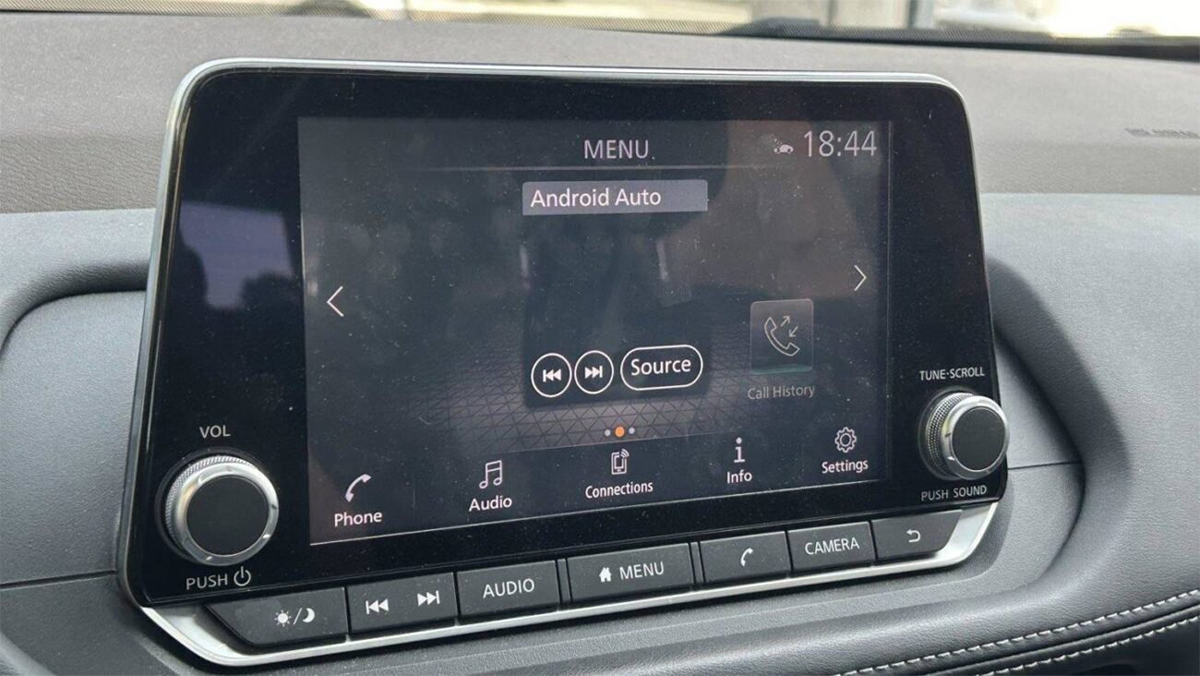 MENU
18:44
Android Auto
Source
Call History
Phone
Audio
Connections
Info
Settings
VOL
PUSH
TUNE·SCROLL
PUSH SOUND
AUDIO
MENU
CAMERA